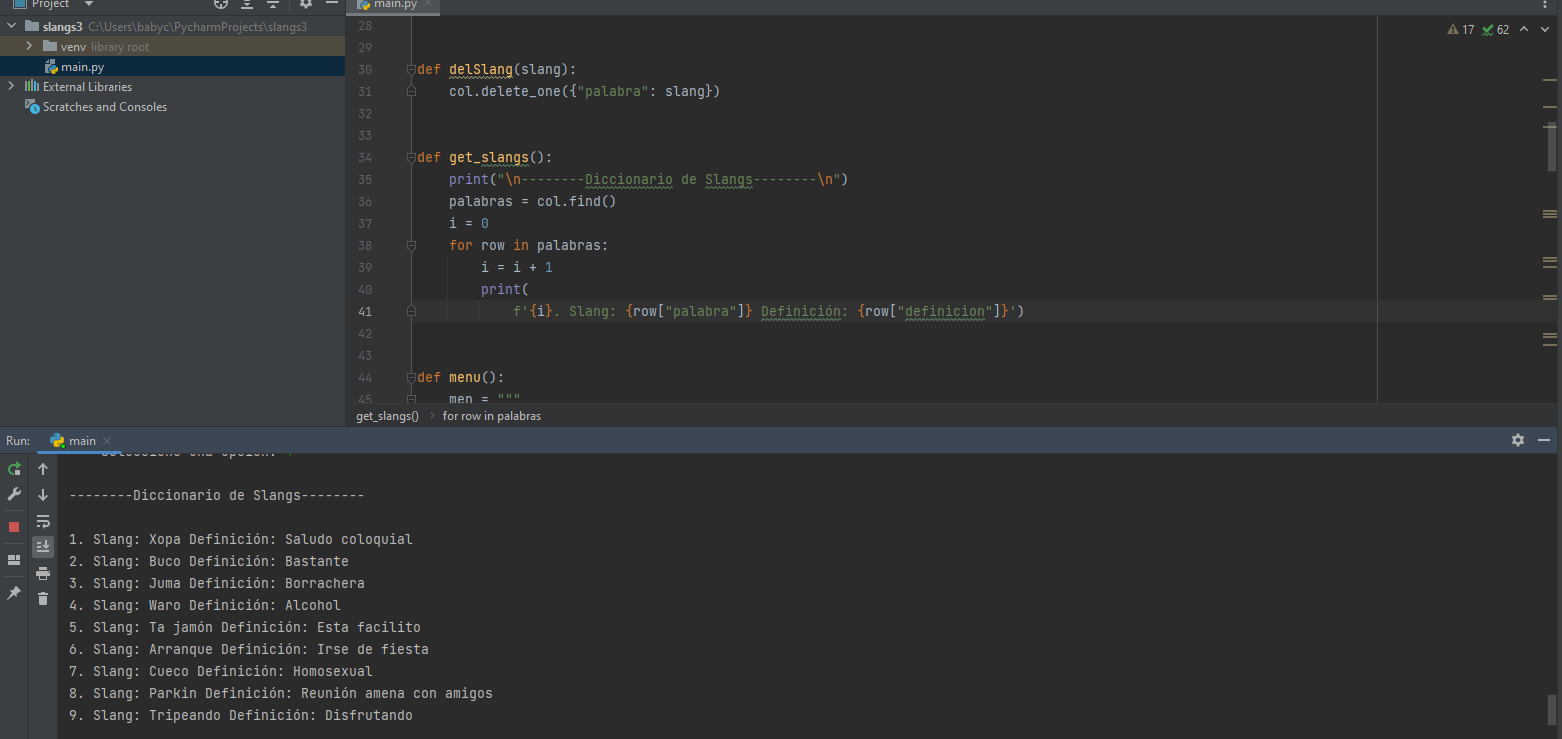 Project
main.py
slangs3 C:\Users\babyc\PycharmProjects\slangs3
venv library root
main.py
External Libraries
Scratches and Consoles
17 62
28
29
30 def delSlang(slang):
31 col.delete_one({"palabra": slang})
32
33
34 def get_slangs():
35 print("\n--------Diccionario de Slangs--------\n")
36 palabras = col.find()
37 i = 0
38 for row in palabras:
39 i = i + 1
40 print(
41 f'{i}. Slang: {row["palabra"]} Definición: {row["definicion"]}')
42
43
44 def menu():
45 men = """
get_slangs() › for row in palabras
Run: main
--------Diccionario de Slangs--------
1. Slang: Xopa Definición: Saludo coloquial
2. Slang: Buco Definición: Bastante
3. Slang: Juma Definición: Borrachera
4. Slang: Waro Definición: Alcohol
5. Slang: Ta jamón Definición: Esta facilito
6. Slang: Arranque Definición: Irse de fiesta
7. Slang: Cueco Definición: Homosexual
8. Slang: Parkin Definición: Reunión amena con amigos
9. Slang: Tripeando Definición: Disfrutando